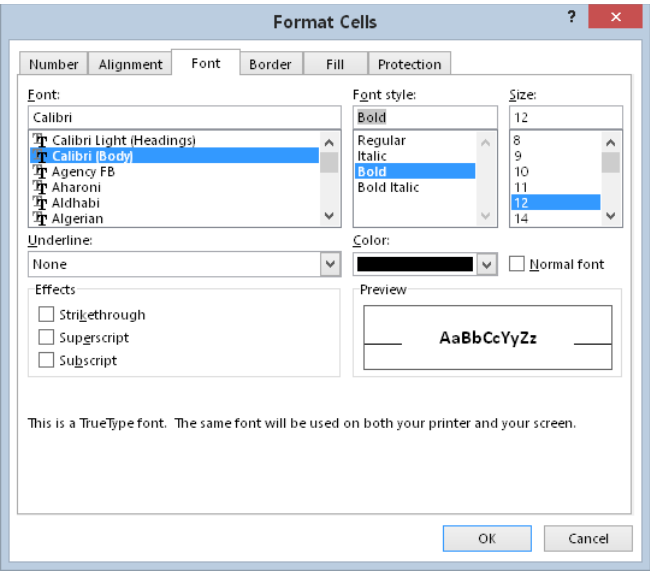 Format Cells ?
Number Alignment Font Border Fill Protection
Font: Font style: Size:
Calibri Bold 12
Calibri Light (Headings) Regular 8
Calibri (Body) Italic 9
Agency FB Bold 10
Aharoni Bold Italic 11
Aldhabi 12
Algerian 14
Underline: Color:
None Normal font
Effects Preview
Strikethrough
Superscript AaBbCcYyZz
Subscript
This is a TrueType font. The same font will be used on both your printer and your screen.
OK Cancel